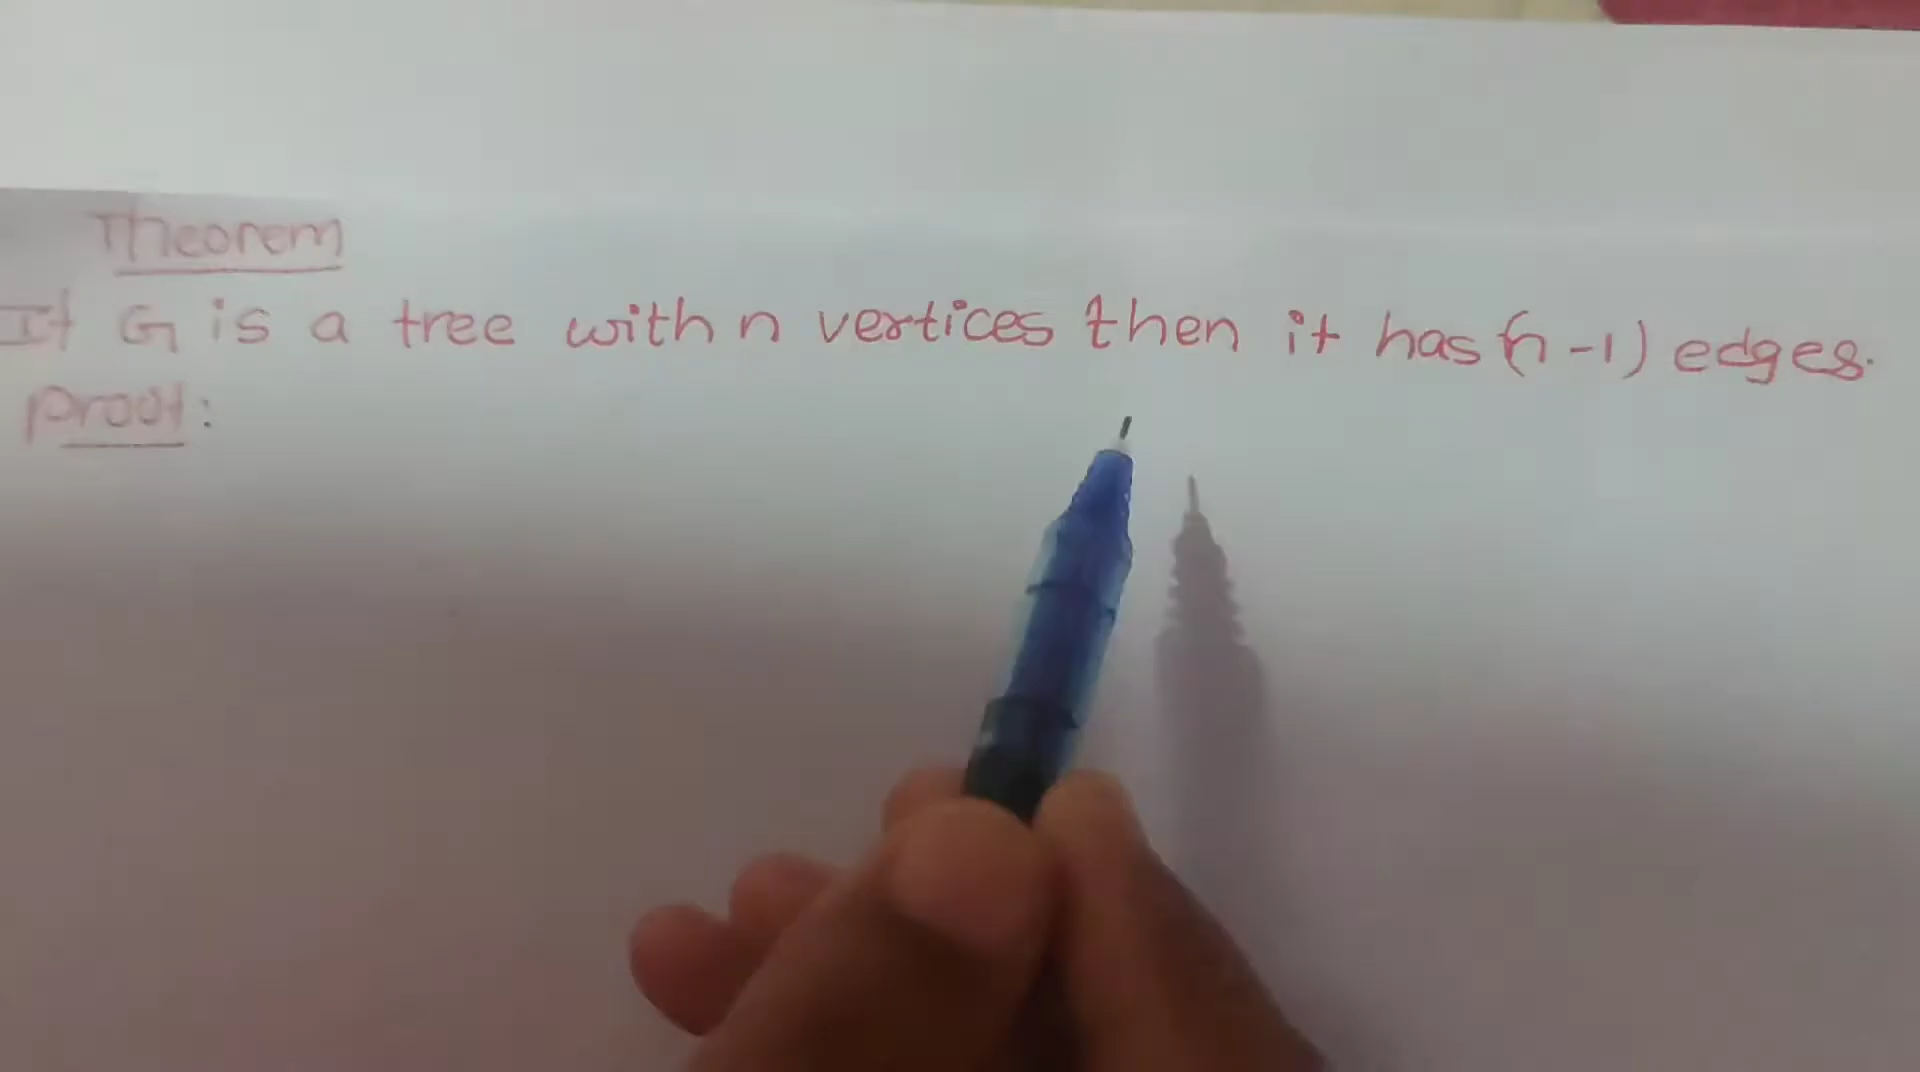 Theorem
If G is a tree with n vertices then it has (n-1) edges.
Proof: